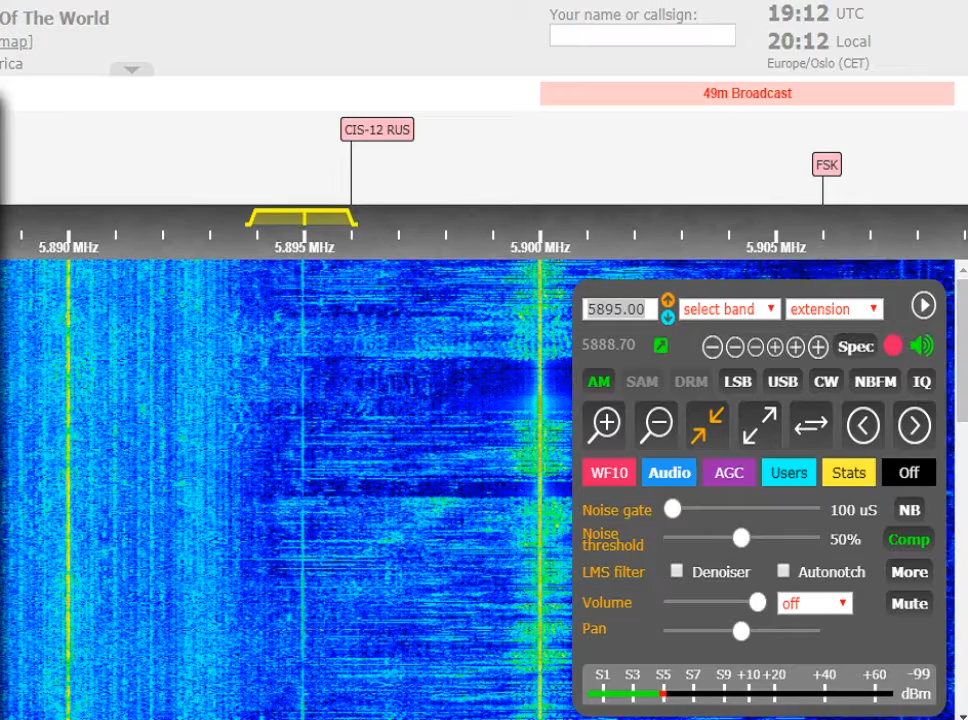 Of The World
Your name or callsign:
19:12 UTC
map]
20:12 Local
rica
Europe/Oslo (CET)
49m Broadcast
CIS-12 RUS
FSK
5.890 MHz
5.895 MHz
5.900 MHz
5.905 MHz
5895.00
select band
extension
5888.70
Spec
AM SAM DRM LSB USB CW NBFM IQ
WF10 Audio AGC Users Stats Off
Noise gate 100 uS NB
Noise
threshold 50% Comp
LMS filter Denoiser Autonotch More
Volume off Mute
Pan
S1 S3 S5 S7 S9 +10 +20 +40 +60 -99
dBm